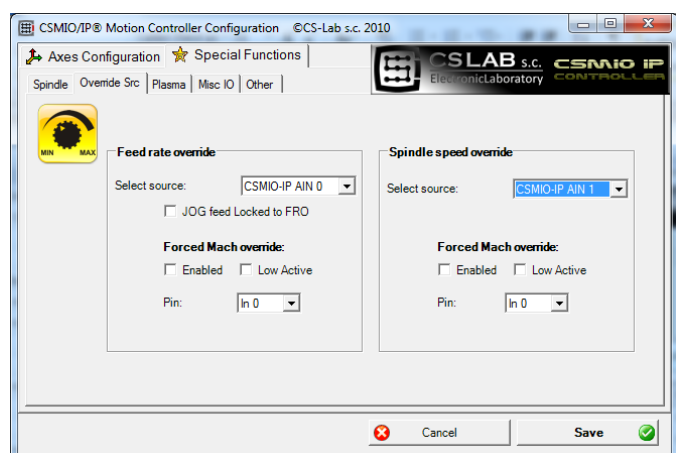 CSMIO/IP® Motion Controller Configuration ©CS-Lab s.c. 2010
Axes Configuration Special Functions
CSLAB s.c. CSMIO IP
ElectronicLaboratory CONTROLLER
Spindle Override Src Plasma Misc IO Other
MIN MAX
Feed rate override
Select source: CSMIO-IP AIN 0
JOG feed Locked to FRO
Forced Mach override:
Enabled Low Active
Pin: In 0
Spindle speed override
Select source: CSMIO-IP AIN 1
Forced Mach override:
Enabled Low Active
Pin: In 0
Cancel Save